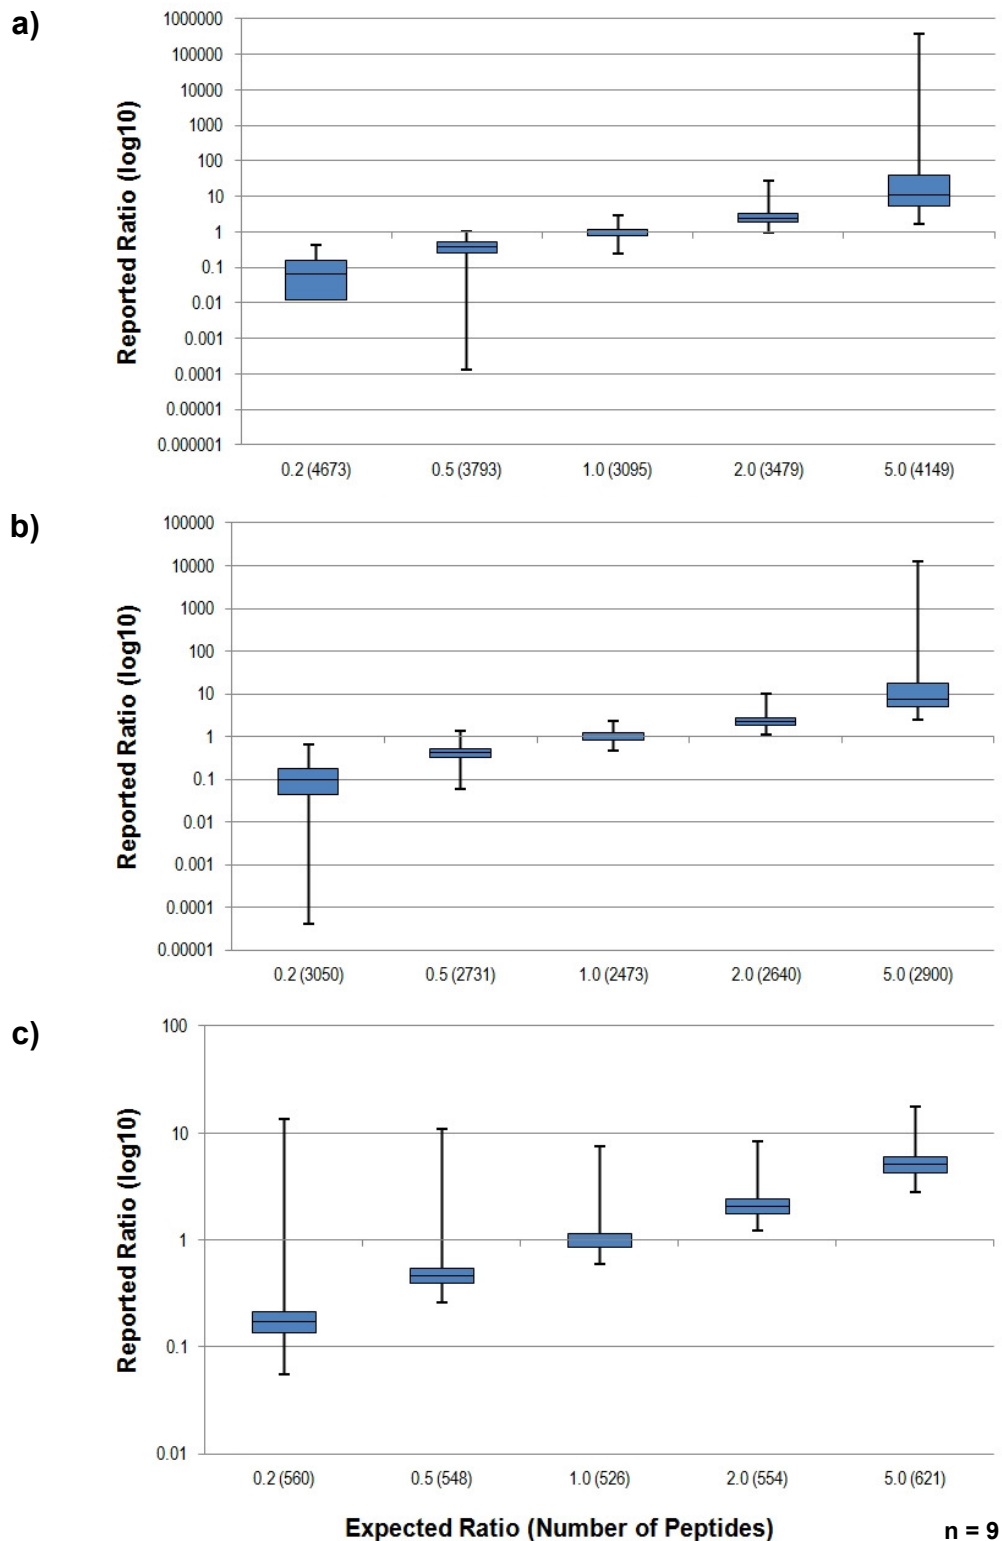 a)
Reported Ratio (log10)
1000000
100000
10000
1000
100
10
1
0.1
0.01
0.001
0.0001
0.00001
0.000001
0.2 (4673) 0.5 (3793) 1.0 (3095) 2.0 (3479) 5.0 (4149)
b)
Reported Ratio (log10)
100000
10000
1000
100
10
1
0.1
0.01
0.001
0.0001
0.00001
0.2 (3050) 0.5 (2731) 1.0 (2473) 2.0 (2640) 5.0 (2900)
c)
Reported Ratio (log10)
100
10
1
0.1
0.01
0.2 (560) 0.5 (548) 1.0 (526) 2.0 (554) 5.0 (621)
Expected Ratio (Number of Peptides)
n = 9